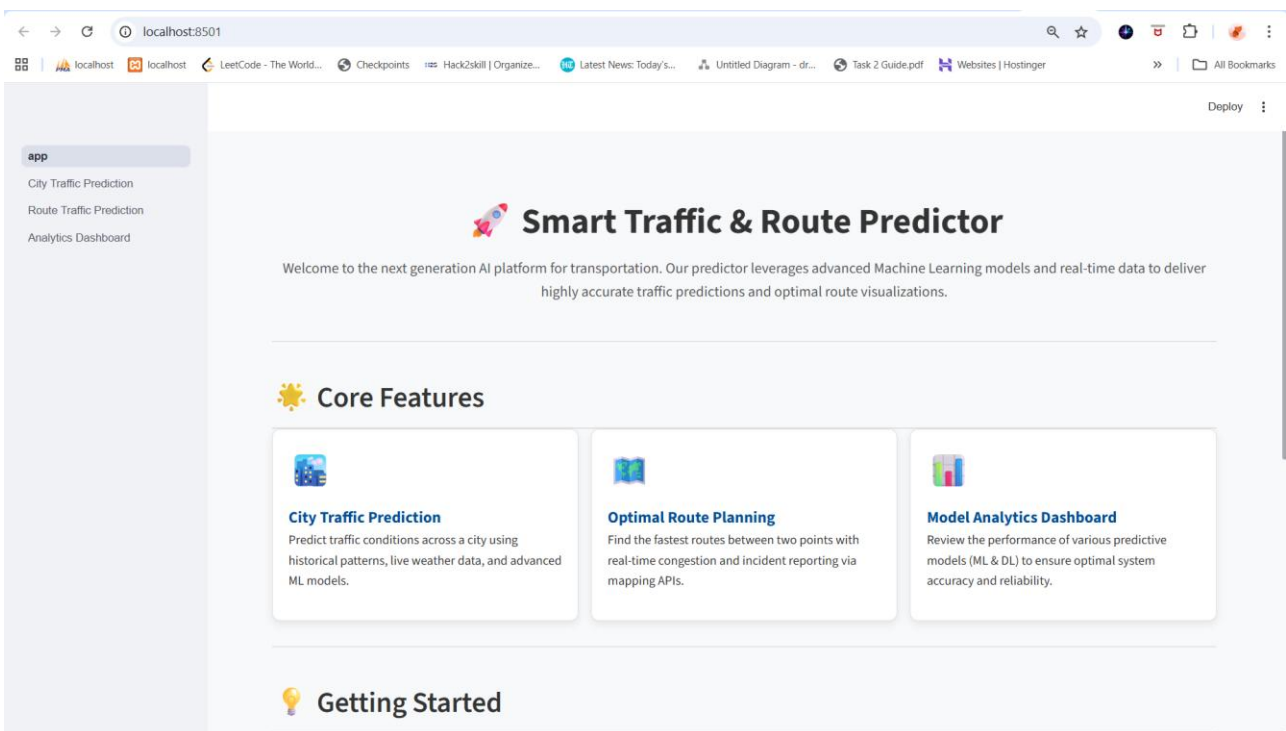 localhost:8501
localhost
localhost
LeetCode - The World...
Checkpoints
Hack2skill | Organize...
Latest News: Today's...
Untitled Diagram - dr...
Task 2 Guide.pdf
Websites | Hostinger
»
All Bookmarks
Deploy
app
City Traffic Prediction
Route Traffic Prediction
Analytics Dashboard
Smart Traffic & Route Predictor
Welcome to the next generation AI platform for transportation. Our predictor leverages advanced Machine Learning models and real-time data to deliver
highly accurate traffic predictions and optimal route visualizations.
Core Features
City Traffic Prediction
Predict traffic conditions across a city using
historical patterns, live weather data, and advanced
ML models.
Optimal Route Planning
Find the fastest routes between two points with
real-time congestion and incident reporting via
mapping APIs.
Model Analytics Dashboard
Review the performance of various predictive
models (ML & DL) to ensure optimal system
accuracy and reliability.
Getting Started